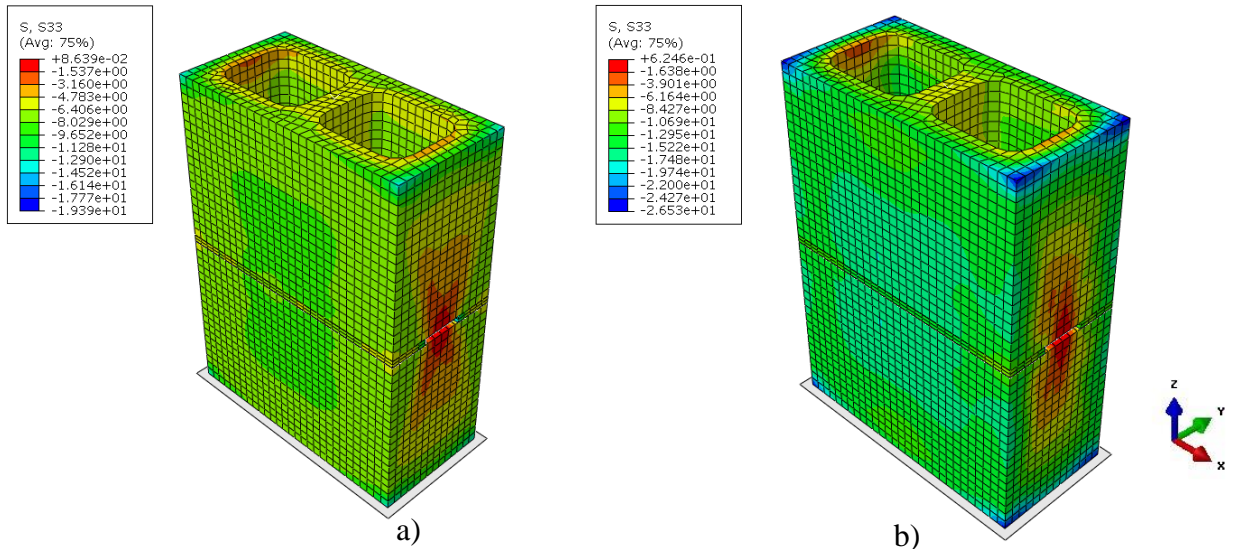 S, S33
(Avg: 75%)
+8.639e-02
-1.537e+00
-3.160e+00
-4.783e+00
-6.406e+00
-8.029e+00
-9.652e+00
-1.128e+01
-1.290e+01
-1.452e+01
-1.614e+01
-1.777e+01
-1.939e+01
a)
S, S33
(Avg: 75%)
+6.246e-01
-1.638e+00
-3.901e+00
-6.164e+00
-8.427e+00
-1.069e+01
-1.295e+01
-1.522e+01
-1.748e+01
-1.974e+01
-2.200e+01
-2.427e+01
-2.653e+01
b)
Z
Y
X